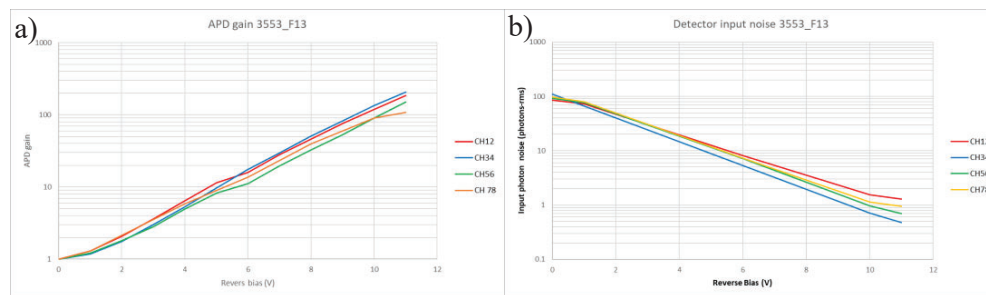 a)
APD gain 3553_F13
1000
100
10
1
0 2 4 6 8 10 12
APD gain
Revers bias (V)
CH12
CH34
CH56
CH 78
b)
Detector input noise 3553_F13
1000
100
10
1
0.1
0 2 4 6 8 10 12
Input photon noise (photons-rms)
Reverse Bias (V)
CH12
CH34
CH56
CH78